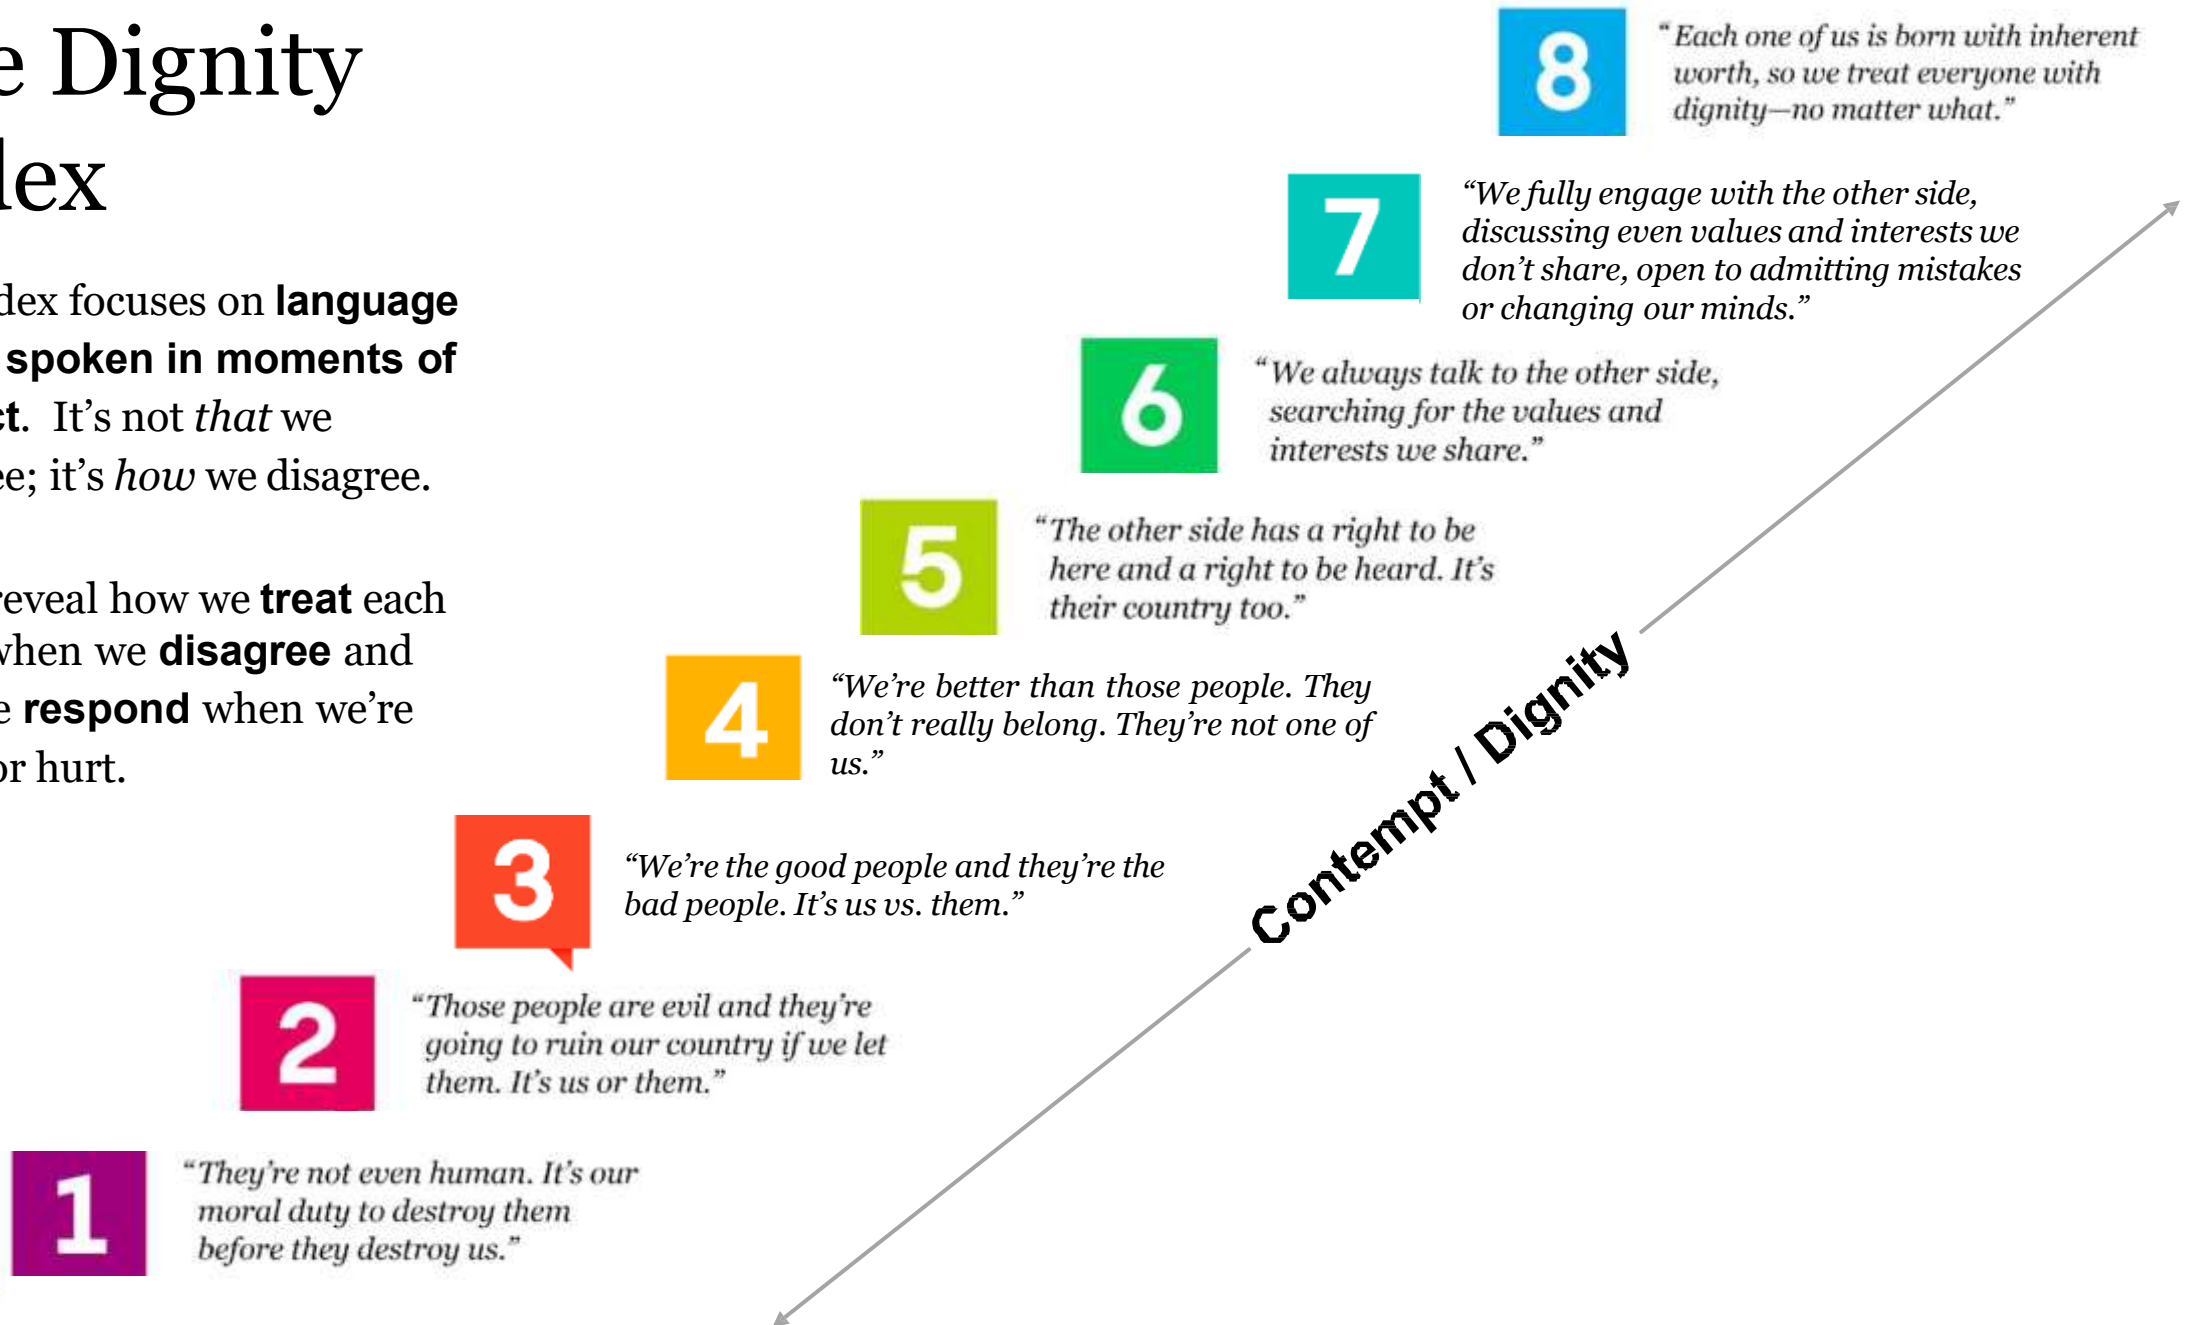 e Dignity
lex
dex focuses on language
spoken in moments of
ct. It's not that we
ee; it's how we disagree.
reveal how we treat each
when we disagree and
e respond when we're
or hurt.
8
“Each one of us is born with inherent
worth, so we treat everyone with
dignity—no matter what.”
7
“We fully engage with the other side,
discussing even values and interests we
don’t share, open to admitting mistakes
or changing our minds.”
6
“We always talk to the other side,
searching for the values and
interests we share.”
5
“The other side has a right to be
here and a right to be heard. It’s
their country too.”
4
“We’re better than those people. They
don’t really belong. They’re not one of
us.”
3
“We’re the good people and they’re the
bad people. It’s us vs. them.”
2
“Those people are evil and they’re
going to ruin our country if we let
them. It’s us or them.”
1
“They’re not even human. It’s our
moral duty to destroy them
before they destroy us.”
Contempt / Dignity